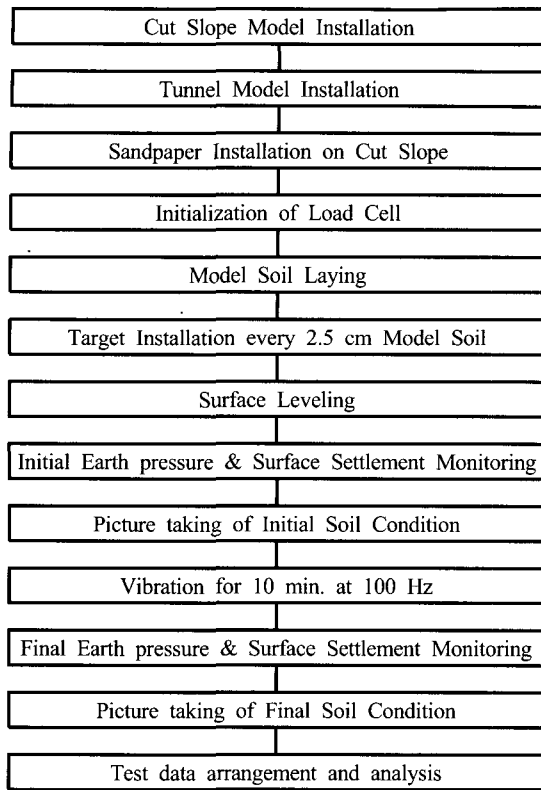 Cut Slope Model Installation
Tunnel Model Installation
Sandpaper Installation on Cut Slope
Initialization of Load Cell
Model Soil Laying
Target Installation every 2.5 cm Model Soil
Surface Leveling
Initial Earth pressure & Surface Settlement Monitoring
Picture taking of Initial Soil Condition
Vibration for 10 min. at 100 Hz
Final Earth pressure & Surface Settlement Monitoring
Picture taking of Final Soil Condition
Test data arrangement and analysis